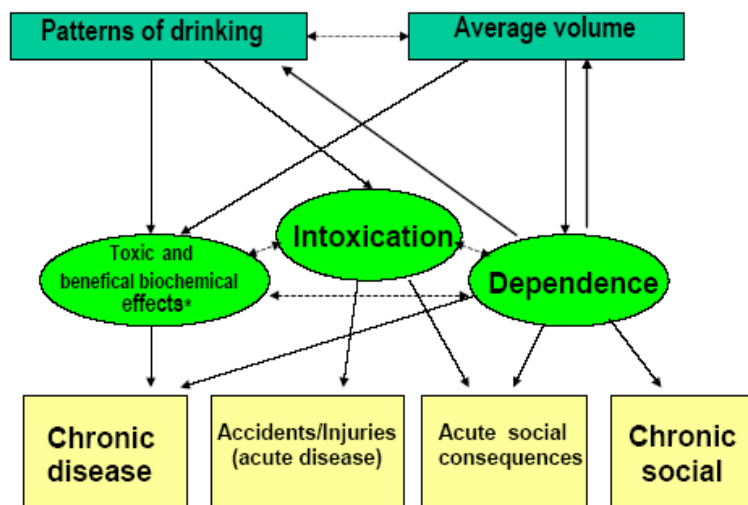 Patterns of drinking
Average volume
Intoxication
Toxic and
benefical biochemical
effects*
Dependence
Chronic
disease
Accidents/Injuries
(acute disease)
Acute social
consequences
Chronic
social